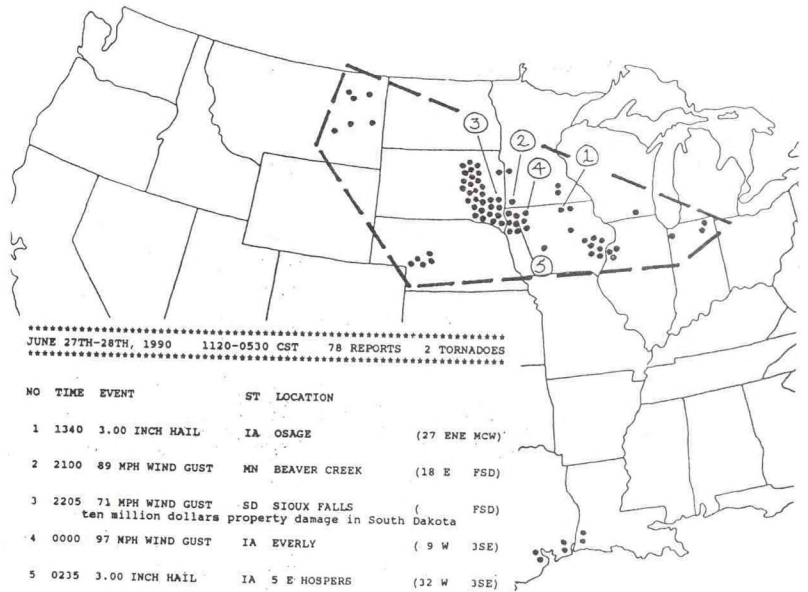 3
2
4
1
5
****************************************************************
JUNE 27TH-28TH, 1990 1120-0530 CST 78 REPORTS 2 TORNADOES
****************************************************************
NO TIME EVENT ST LOCATION
1 1340 3.00 INCH HAIL IA OSAGE (27 ENE MCW)
2 2100 89 MPH WIND GUST MN BEAVER CREEK (18 E FSD)
3 2205 71 MPH WIND GUST SD SIOUX FALLS ( FSD)
ten million dollars property damage in South Dakota
4 0000 97 MPH WIND GUST IA EVERLY ( 9 W 3SE)
5 0235 3.00 INCH HAIL IA 5 E HOSPERS (32 W 3SE)